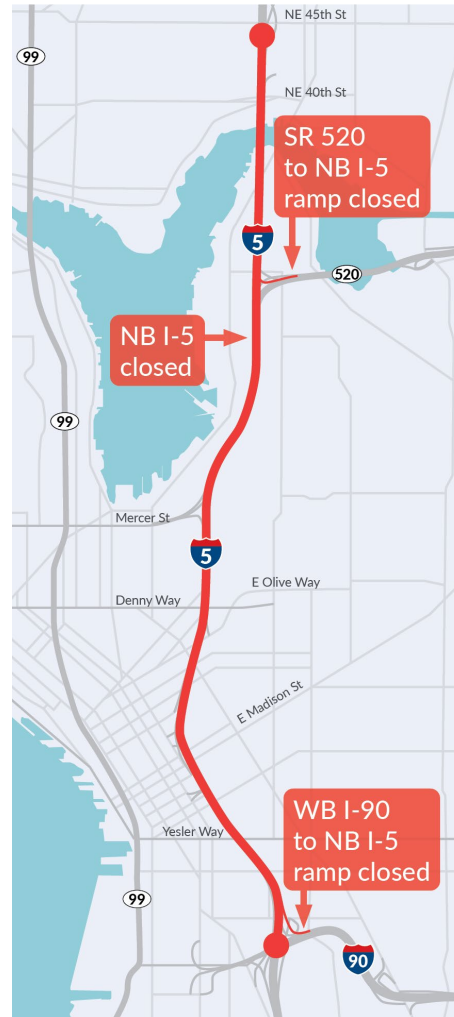 NE 45th St
99
NE 40th St
SR 520
to NB I-5
ramp closed
5
520
NB I-5
closed
99
Mercer St
5
E Olive Way
Denny Way
E Madison St
WB I-90
to NB I-5
ramp closed
Yesler Way
99
90